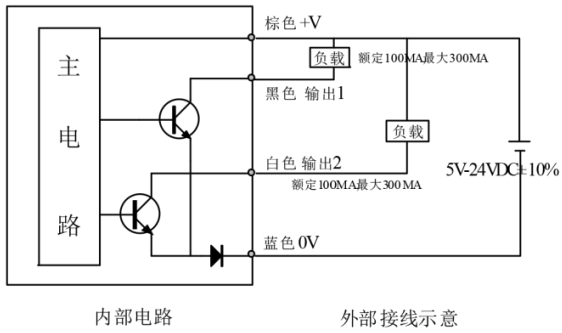 棕色 +V
主
电
路
负载
额定100MA,最大300MA
黑色 输出1
负载
白色 输出2
额定100MA,最大300MA
5V-24VDC±10%
蓝色 0V
内部电路
外部接线示意